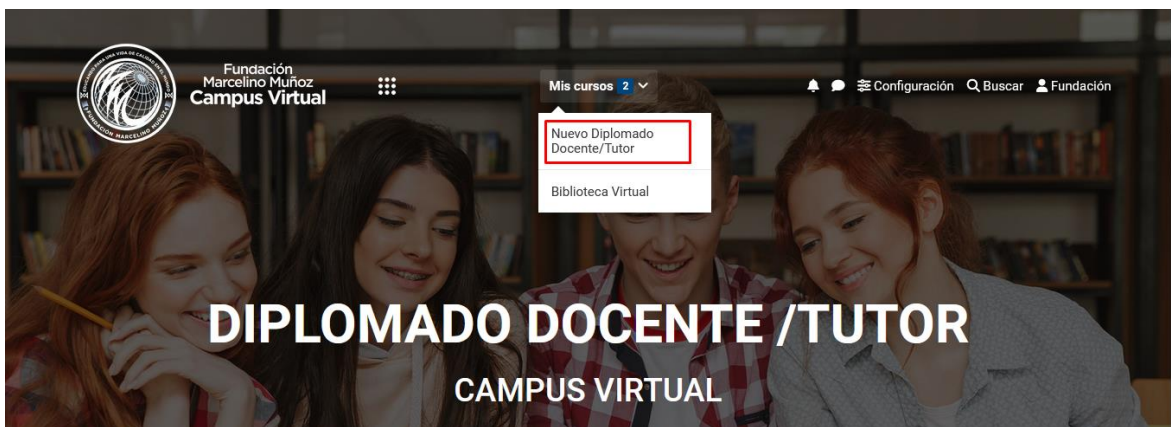 Fundación
Marcelino Muñoz
Campus Virtual
Mis cursos 2
Configuración
Buscar
Fundación
Nuevo Diplomado
Docente/Tutor
Biblioteca Virtual
DIPLOMADO DOCENTE /TUTOR
CAMPUS VIRTUAL